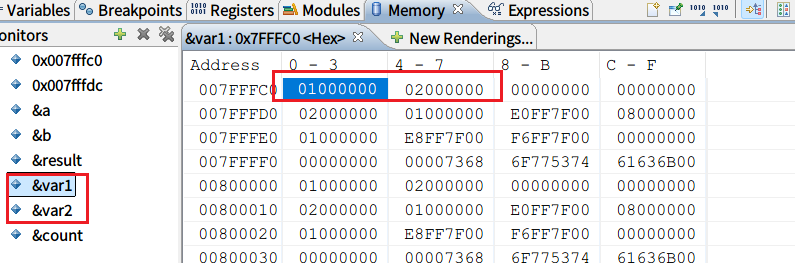 Variables Breakpoints Registers Modules Memory Expressions
onitors
&var1 : 0x7FFFC0 <Hex> New Renderings...
0x007fffc0
0x007fffdc
&a
&b
&result
&var1
&var2
&count
Address 0 - 3 4 - 7 8 - B C - F
007FFFC0 01000000 02000000 00000000 00000000
007FFFD0 02000000 01000000 E0FF7F00 08000000
007FFFE0 01000000 E8FF7F00 F6FF7F00 00000000
007FFFF0 00000000 00007368 6F775374 61636B00
00800000 01000000 02000000 00000000 00000000
00800010 02000000 01000000 E0FF7F00 08000000
00800020 01000000 E8FF7F00 F6FF7F00 00000000
00800030 00000000 00007368 6F775374 61636B00